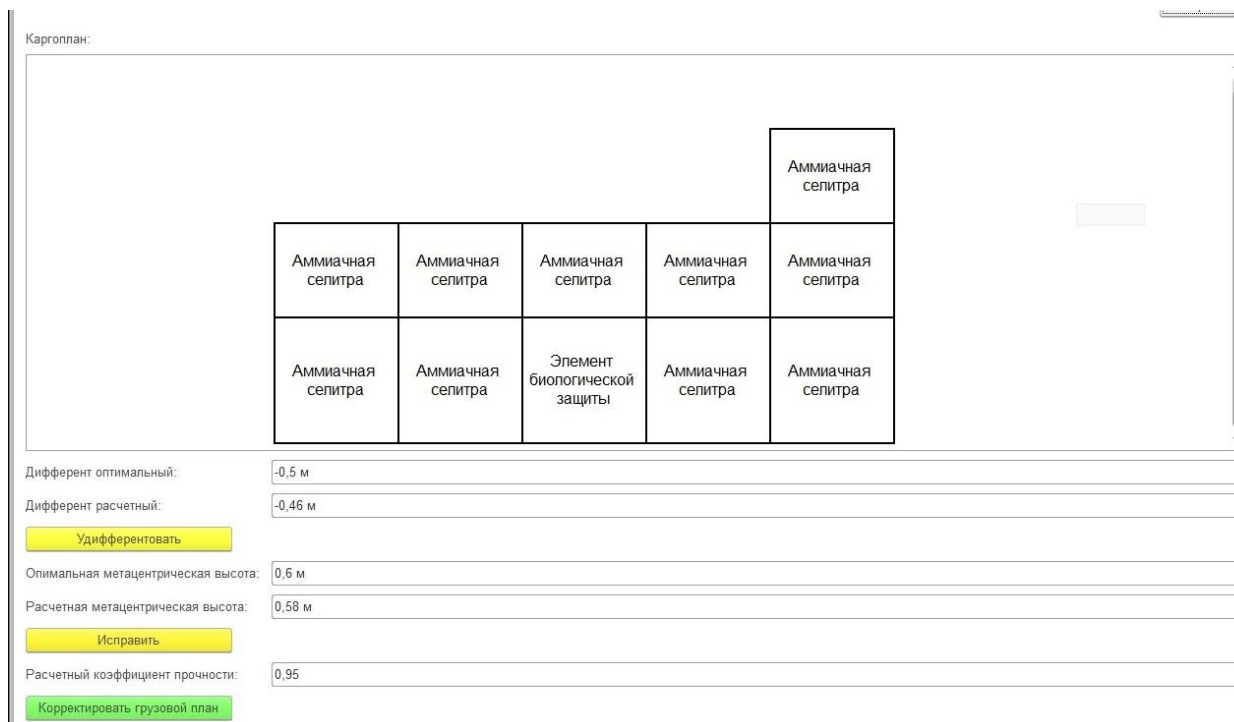 Каргоплан:
Аммиачная
селитра
Аммиачная
селитра
Аммиачная
селитра
Аммиачная
селитра
Аммиачная
селитра
Аммиачная
селитра
Аммиачная
селитра
Аммиачная
селитра
Элемент
биологической
защиты
Аммиачная
селитра
Аммиачная
селитра
Дифферент оптимальный:
-0,5 м
Дифферент расчетный:
-0,46 м
Удифферентовать
Опимальная метацентрическая высота:
0,6 м
Расчетная метацентрическая высота:
0,58 м
Исправить
Расчетный коэффициент прочности:
0,95
Корректировать грузовой план